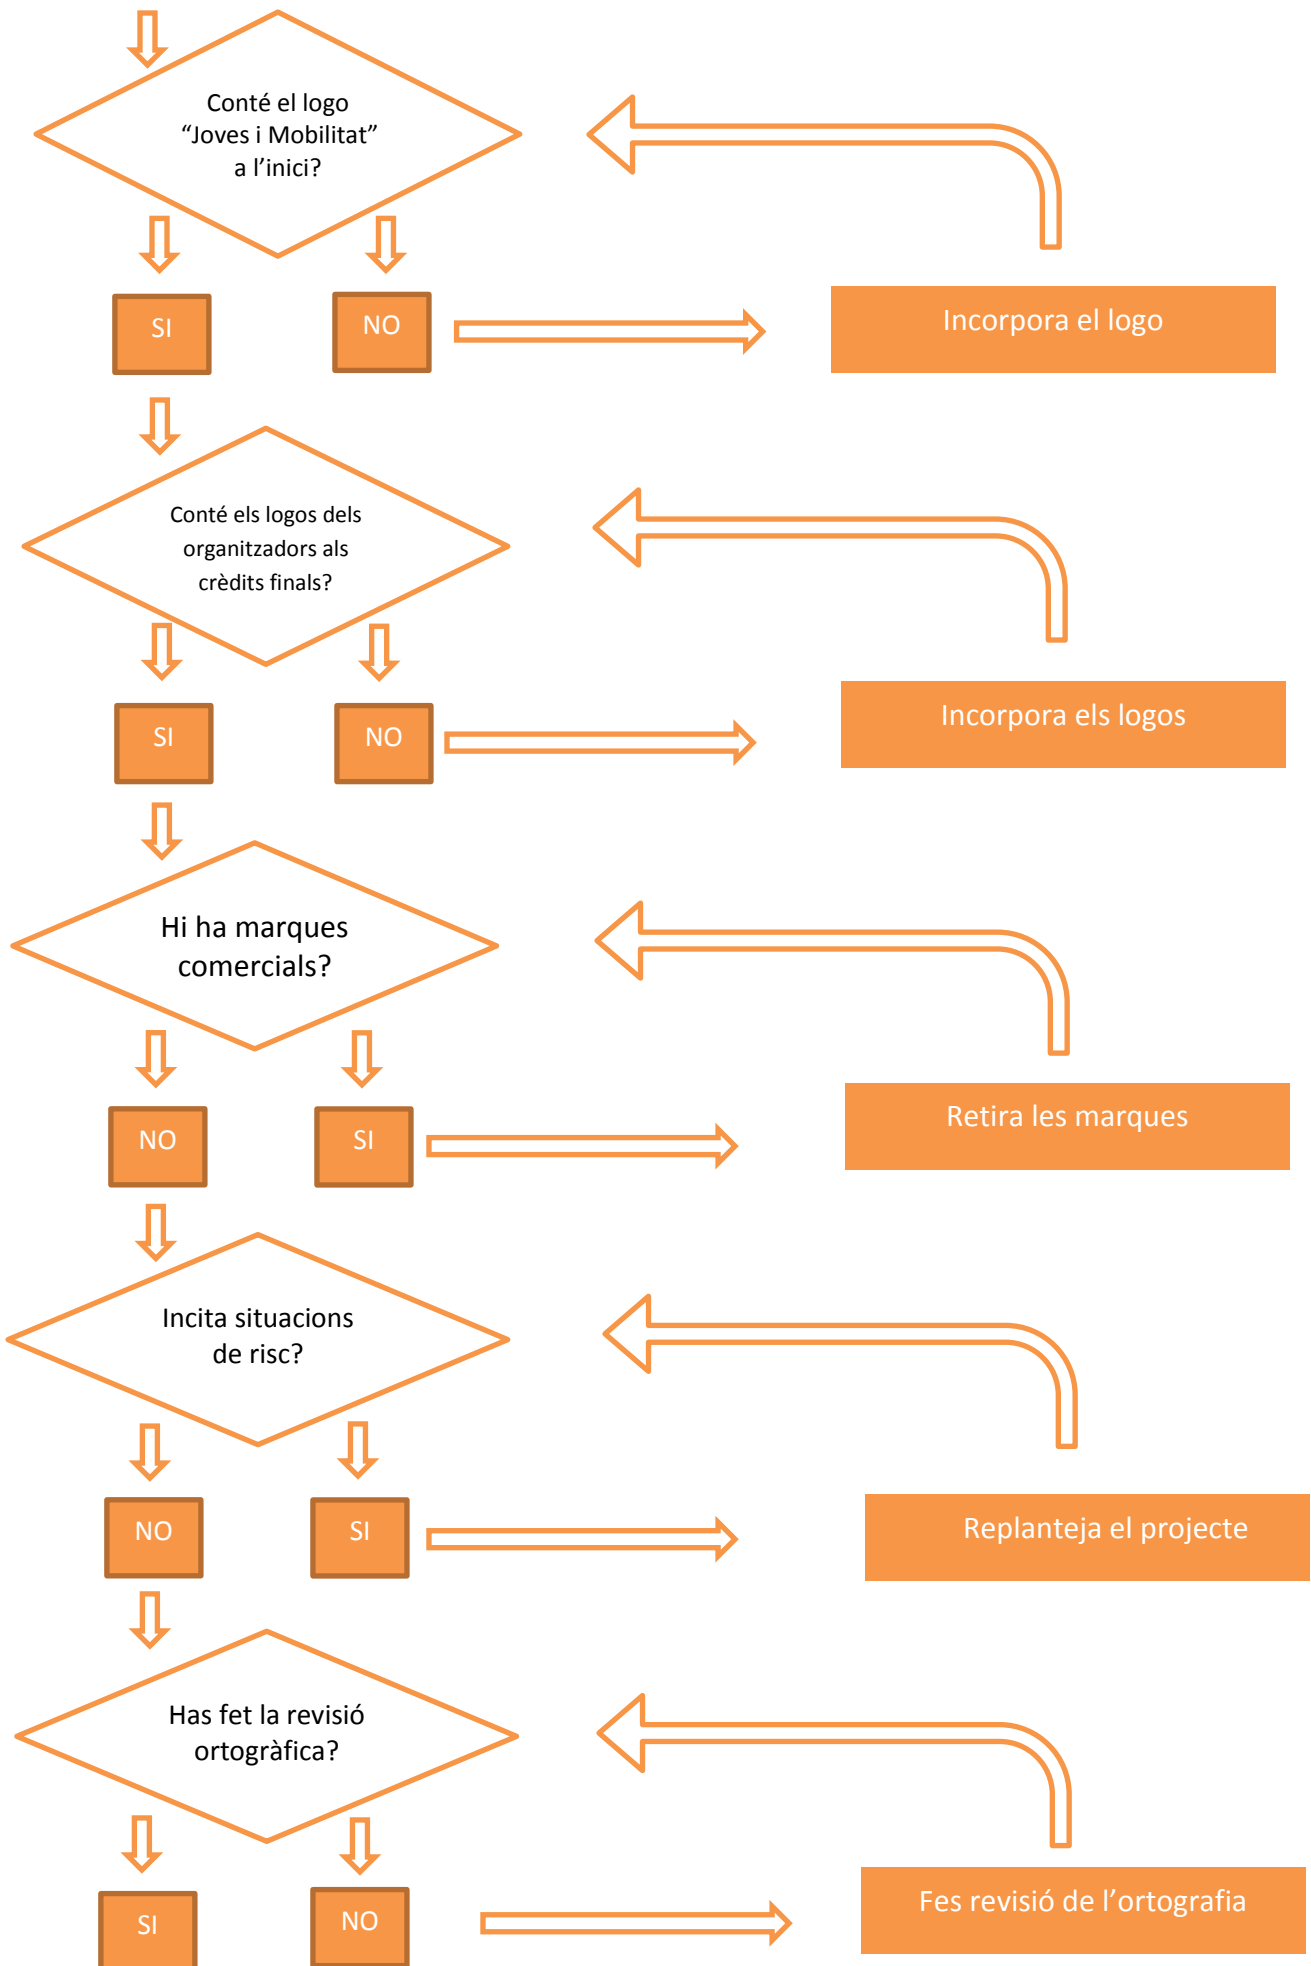 Conté el logo
“Joves i Mobilitat”
a l’inici?
SI
NO
Incorpora el logo
Conté els logos dels
organitzadors als
crèdits finals?
SI
NO
Incorpora els logos
Hi ha marques
comercials?
NO
SI
Retira les marques
Incita situacions
de risc?
NO
SI
Replanteja el projecte
Has fet la revisió
ortogràfica?
SI
NO
Fes revisió de l’ortografia